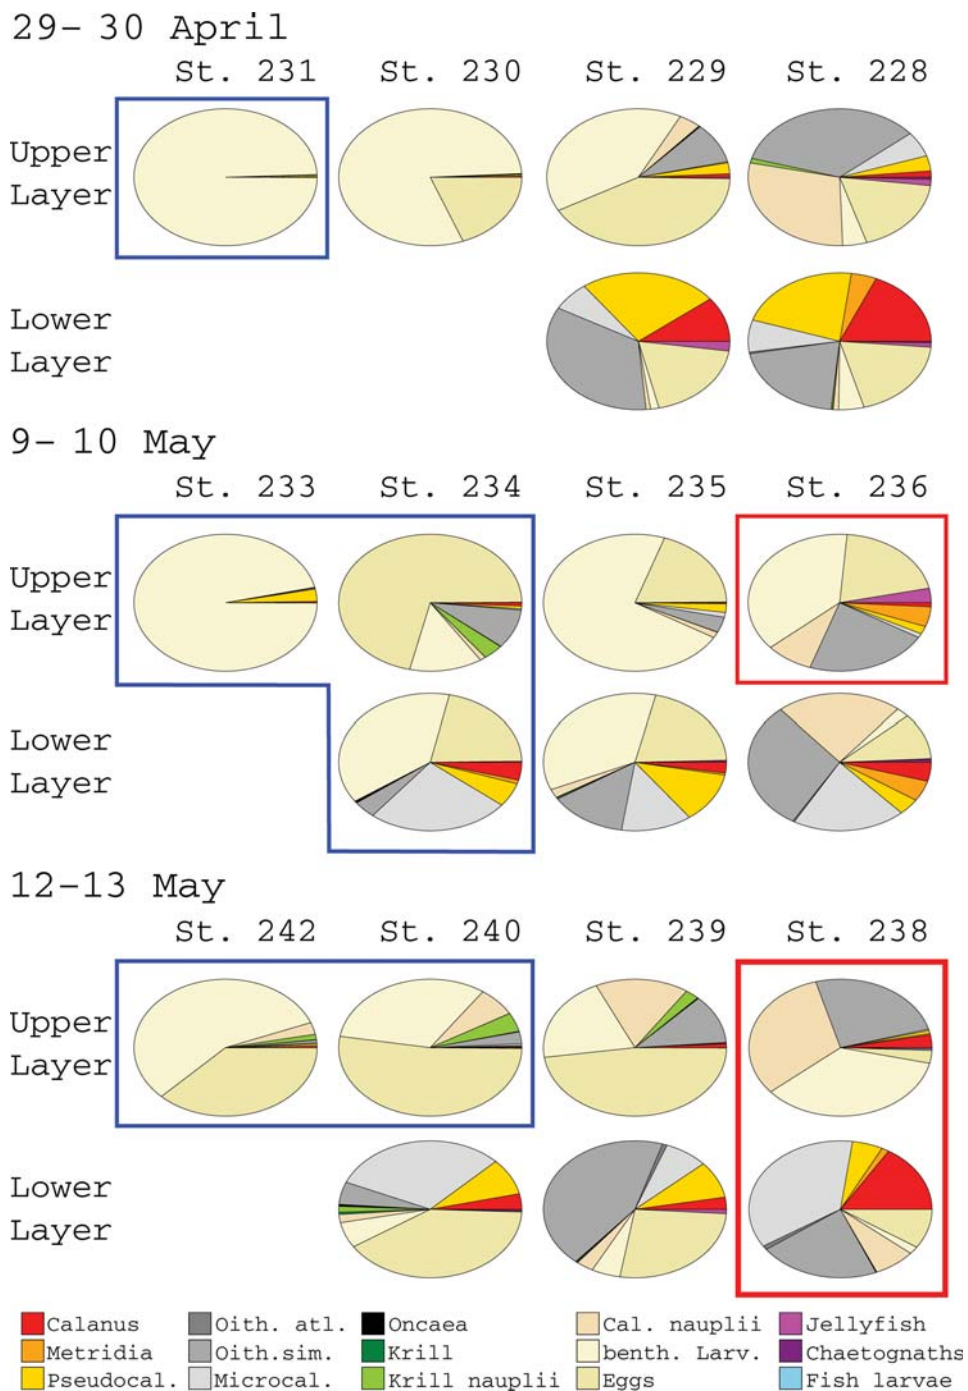 29- 30 April
St. 231 St. 230 St. 229 St. 228
Upper
Layer
Lower
Layer
9- 10 May
St. 233 St. 234 St. 235 St. 236
Upper
Layer
Lower
Layer
12-13 May
St. 242 St. 240 St. 239 St. 238
Upper
Layer
Lower
Layer
Calanus Oith. atl. Oncaea Cal. nauplii Jellyfish
Metridia Oith.sim. Krill benth. Larv. Chaetognaths
Pseudocal. Microcal. Krill nauplii Eggs Fish larvae